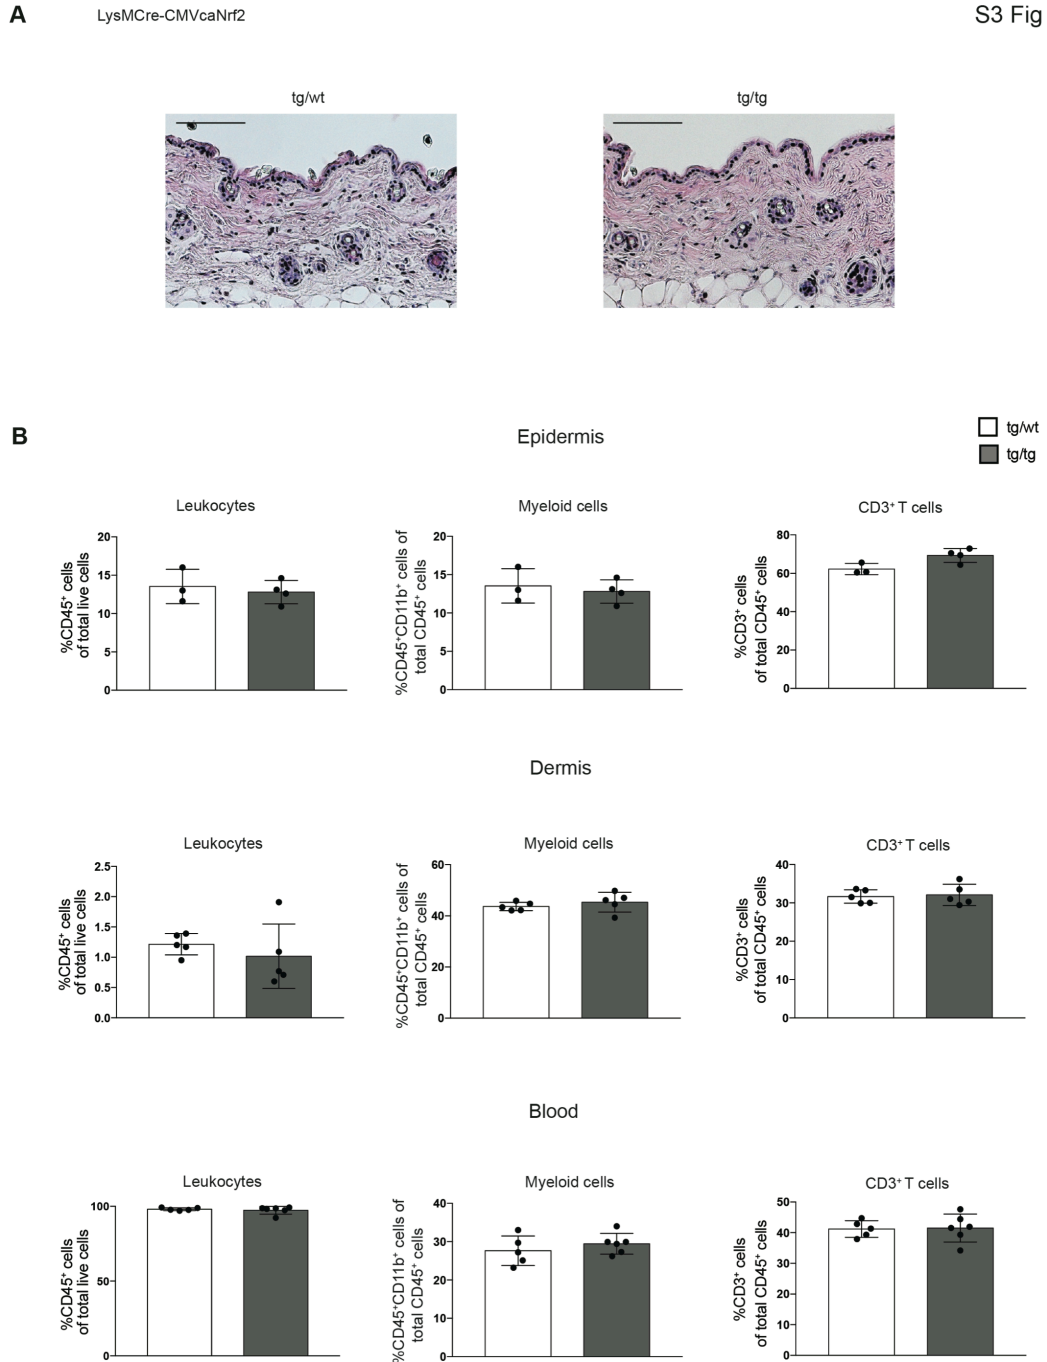 A
LysMCre-CMVcaNrf2
S3 Fig
tg/wt
tg/tg
B
Epidermis
tg/wt
tg/tg
Leukocytes
%CD45⁺ cells
of total live cells
20
15
10
5
0
Myeloid cells
%CD45⁺CD11b⁺ cells of
total CD45⁺ cells
20
15
10
5
0
CD3⁺ T cells
%CD3⁺ cells
of total CD45⁺ cells
80
60
40
20
0
Dermis
Leukocytes
%CD45⁺ cells
of total live cells
2.5
2.0
1.5
1.0
0.5
0.0
Myeloid cells
%CD45⁺CD11b⁺ cells of
total CD45⁺ cells
60
40
20
0
CD3⁺ T cells
%CD3⁺ cells
of total CD45⁺ cells
40
30
20
10
0
Blood
Leukocytes
%CD45⁺ cells
of total live cells
100
50
0
Myeloid cells
%CD45⁺CD11b⁺ cells of
total CD45⁺ cells
40
30
20
10
0
CD3⁺ T cells
%CD3⁺ cells
of total CD45⁺ cells
50
40
30
20
10
0